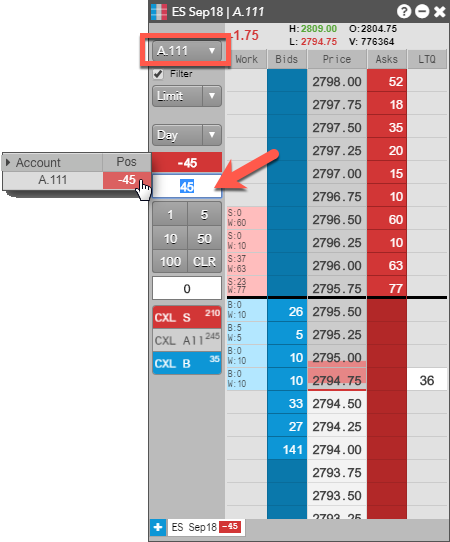 ES Sep18 | A.111
-1.75 H: 2809.00 O: 2804.75
L: 2794.75 V: 776364
A.111
Work Bids Price Asks LTQ
Filter
Limit
Day
-45
45
Account Pos
A.111 -45
1 5
10 50
100 CLR
0
CXL S 210
CXL All 245
CXL B 35
2798.00 52
2797.75 18
2797.50 35
2797.25 20
2797.00 15
2796.75 10
S:0
W:60
2796.50 60
S:0
W:10
2796.25 10
S:37
W:63
2796.00 63
S:23
W:77
2795.75 77
B:0
W:10
26 2795.50
B:5
W:5
5 2795.25
B:0
W:10
10 2795.00
B:0
W:10
10 2794.75 36
33 2794.50
27 2794.25
141 2794.00
2793.75
2793.50
2793.25
ES Sep18 -45